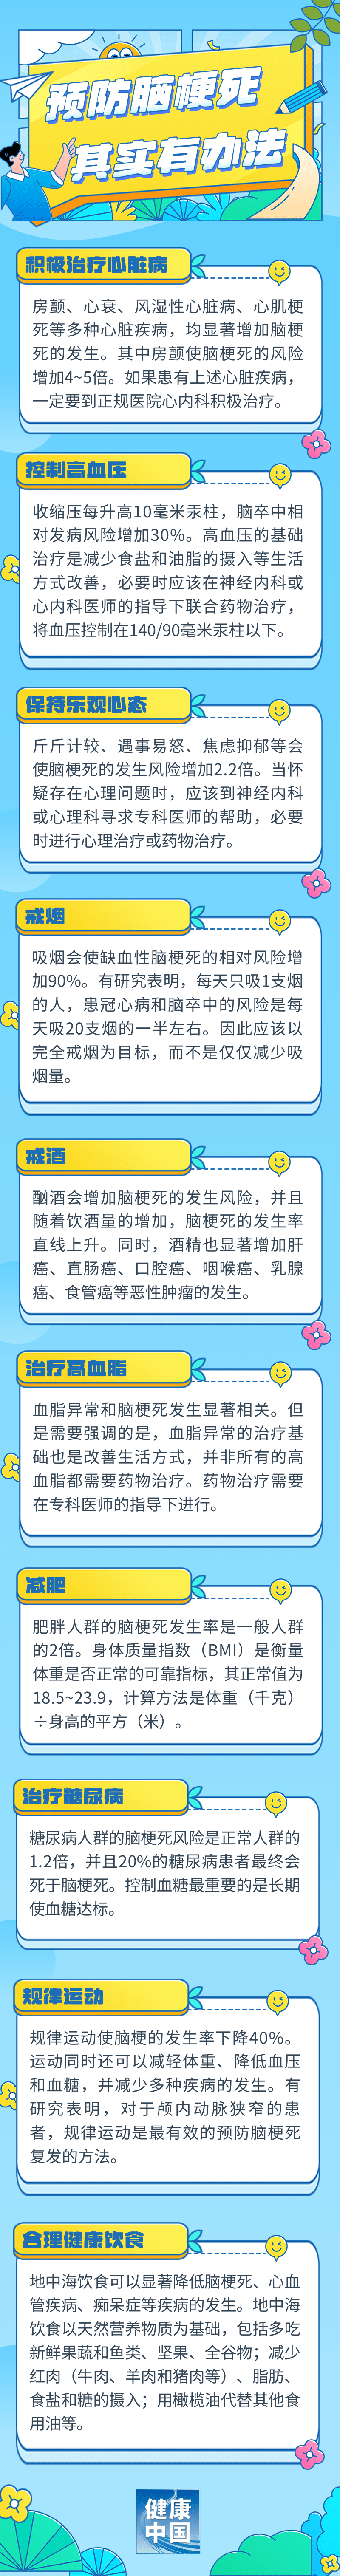 预防脑梗死
其实有办法
积极治疗心脏病
房颤、心衰、风湿性心脏病、心肌梗
死等多种心脏疾病，均显著增加脑梗
死的发生。其中房颤使脑梗死的风险
增加4~5倍。如果患有上述心脏疾病，
一定要到正规医院心内科积极治疗。
控制高血压
收缩压每升高10毫米汞柱，脑卒中相
对发病风险增加30%。高血压的基础
治疗是减少食盐和油脂的摄入等生活
方式改善，必要时应该在神经内科或
心内科医师的指导下联合药物治疗，
将血压控制在140/90毫米汞柱以下。
保持乐观心态
斤斤计较、遇事易怒、焦虑抑郁等会
使脑梗死的发生风险增加2.2倍。当怀
疑存在心理问题时，应该到神经内科
或心理科寻求专科医师的帮助，必要
时进行心理治疗或药物治疗。
戒烟
吸烟会使缺血性脑梗死的相对风险增
加90%。有研究表明，每天只吸1支烟
的人，患冠心病和脑卒中的风险是每
天吸20支烟的一半左右。因此应该以
完全戒烟为目标，而不是仅仅减少吸
烟量。
戒酒
酗酒会增加脑梗死的发生风险，并且
随着饮酒量的增加，脑梗死的发生率
直线上升。同时，酒精也显著增加肝
癌、直肠癌、口腔癌、咽喉癌、乳腺
癌、食管癌等恶性肿瘤的发生。
治疗高血脂
血脂异常和脑梗死发生显著相关。但
是需要强调的是，血脂异常的治疗基
础也是改善生活方式，并非所有的高
血脂都需要药物治疗。药物治疗需要
在专科医师的指导下进行。
减肥
肥胖人群的脑梗死发生率是一般人群
的2倍。身体质量指数（BMI）是衡量
体重是否正常的可靠指标，其正常值为
18.5~23.9，计算方法是体重（千克）
÷身高的平方（米）。
治疗糖尿病
糖尿病人群的脑梗死风险是正常人群的
1.2倍，并且20%的糖尿病患者最终会
死于脑梗死。控制血糖最重要的是长期
使血糖达标。
规律运动
规律运动使脑梗的发生率下降40%。
运动同时还可以减轻体重、降低血压
和血糖，并减少多种疾病的发生。有
研究表明，对于颅内动脉狭窄的患
者，规律运动是最有效的预防脑梗死
复发的方法。
合理健康饮食
地中海饮食可以显著降低脑梗死、心血
管疾病、痴呆症等疾病的发生。地中海
饮食以天然营养物质为基础，包括多吃
新鲜果蔬和鱼类、坚果、全谷物；减少
红肉（牛肉、羊肉和猪肉等）、脂肪、
食盐和糖的摄入；用橄榄油代替其他食
用油等。
健康
中国